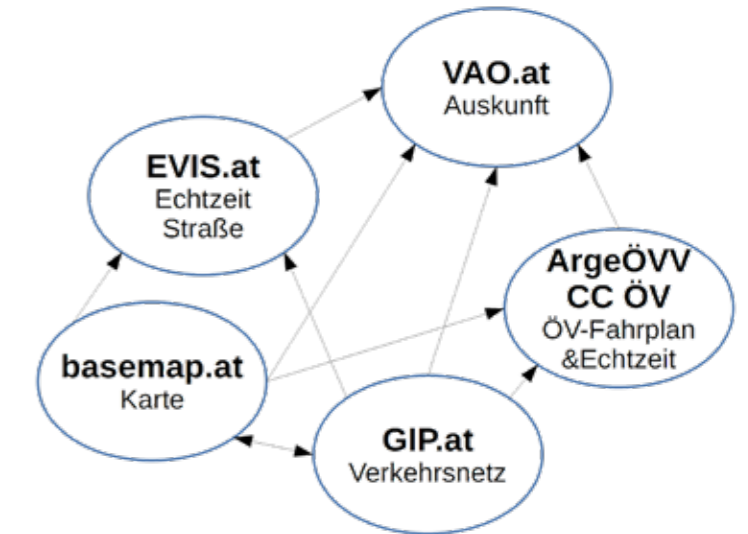 VAO.at
Auskunft
EVIS.at
Echtzeit
Straße
ArgeÖVV
CC ÖV
ÖV-Fahrplan
&Echtzeit
basemap.at
Karte
GIP.at
Verkehrsnetz